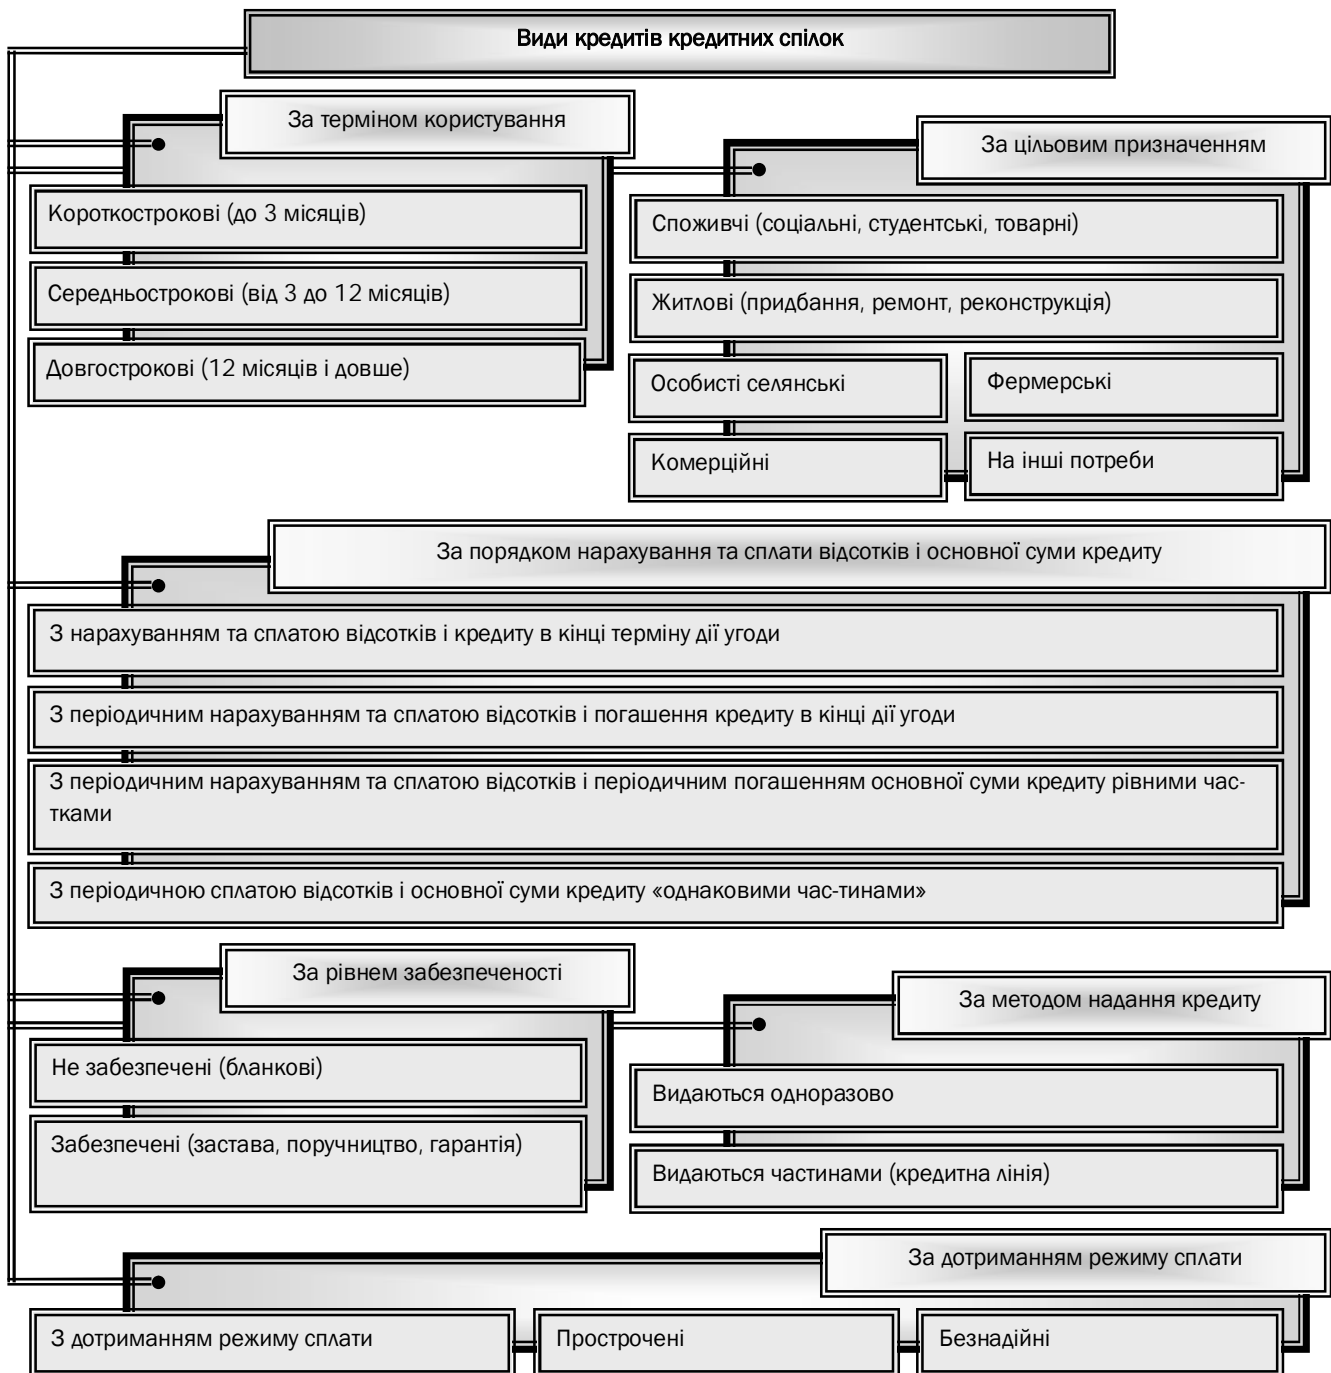 Види кредитів кредитних спілок
За терміном користування
Короткострокові (до 3 місяців)
Середньострокові (від 3 до 12 місяців)
Довгострокові (12 місяців і довше)
За цільовим призначенням
Споживчі (соціальні, студентські, товарні)
Житлові (придбання, ремонт, реконструкція)
Особисті селянські
Фермерські
Комерційні
На інші потреби
За порядком нарахування та сплати відсотків і основної суми кредиту
З нарахуванням та сплатою відсотків і кредиту в кінці терміну дії угоди
З періодичним нарахуванням та сплатою відсотків і погашення кредиту в кінці дії угоди
З періодичним нарахуванням та сплатою відсотків і періодичним погашенням основної суми кредиту рівними час-
тками
З періодичною сплатою відсотків і основної суми кредиту «однаковими час-тинами»
За рівнем забезпеченості
Не забезпечені (бланкові)
Забезпечені (застава, поручництво, гарантія)
За методом надання кредиту
Видаються одноразово
Видаються частинами (кредитна лінія)
За дотриманням режиму сплати
З дотриманням режиму сплати
Прострочені
Безнадійні